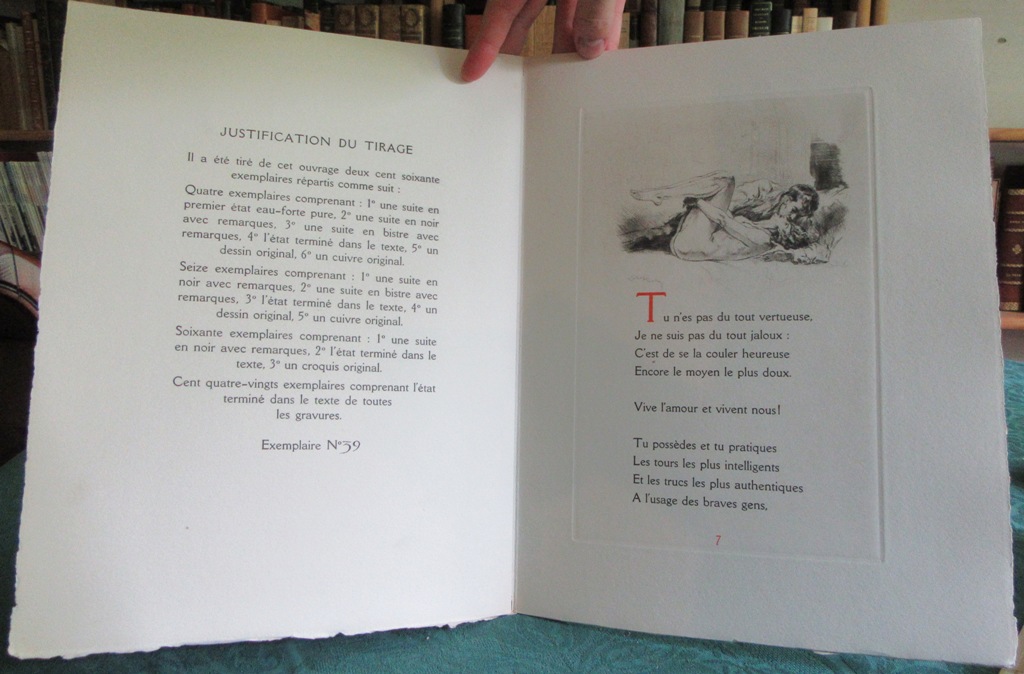 JUSTIFICATION DU TIRAGE
Il a été tiré de cet ouvrage deux cent soixante
exemplaires répartis comme suit :
Quatre exemplaires comprenant : 1° une suite en
premier état eau-forte pure, 2° une suite en noir
avec remarques, 3° une suite en bistre avec
remarques, 4° l'état terminé dans le texte, 5° un
dessin original, 6° un cuivre original.
Seize exemplaires comprenant : 1° une suite en
noir avec remarques, 2° une suite en bistre avec
remarques, 3° l'état terminé dans le texte, 4° un
dessin original, 5° un cuivre original.
Soixante exemplaires comprenant : 1° une suite
en noir avec remarques, 2° l'état terminé dans le
texte, 3° un croquis original.
Cent quatre-vingts exemplaires comprenant l'état
terminé dans le texte de toutes
les gravures.
Exemplaire N°39
Tu n'es pas du tout vertueuse,
Je ne suis pas du tout jaloux :
C'est de se la couler heureuse
Encore le moyen le plus doux.
Vive l'amour et vivent nous!
Tu possèdes et tu pratiques
Les tours les plus intelligents
Et les trucs les plus authentiques
A l'usage des braves gens,
7